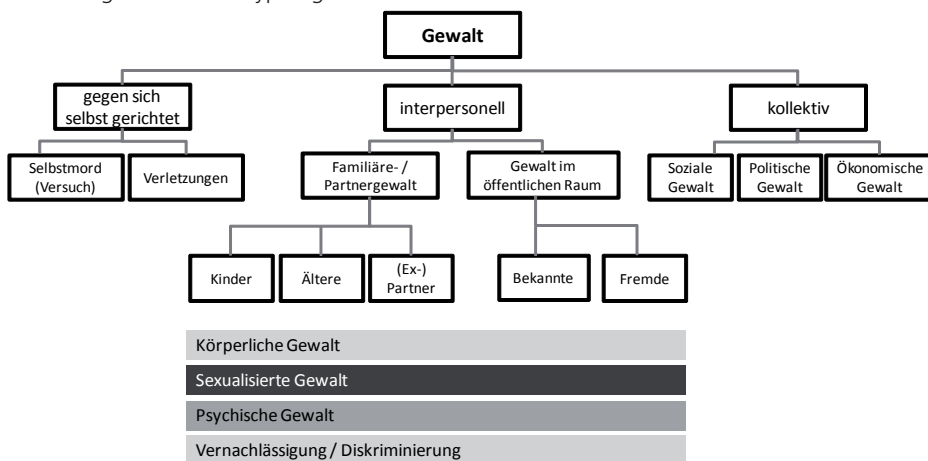 Gewalt
gegen sich
selbst gerichtet
interpersonell
kollektiv
Selbstmord
(Versuch)
Verletzungen
Familiäre- /
Partnergewalt
Gewalt im
öffentlichen Raum
Soziale
Gewalt
Politische
Gewalt
Ökonomische
Gewalt
Kinder
Ältere
(Ex-)
Partner
Bekannte
Fremde
Körperliche Gewalt
Sexualisierte Gewalt
Psychische Gewalt
Vernachlässigung / Diskriminierung